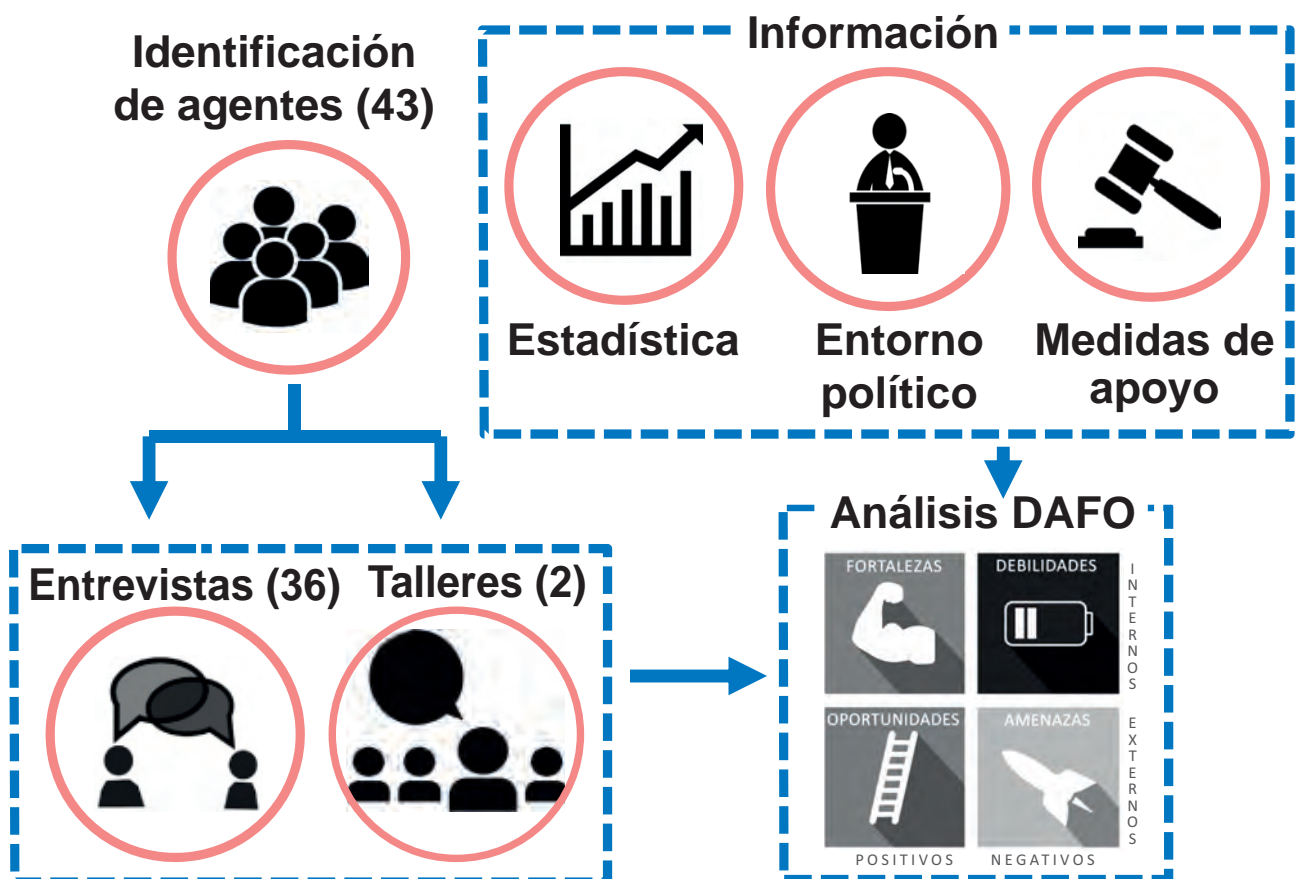 Identificación
de agentes (43)
Información
Estadística
Entorno
político
Medidas de
apoyo
Entrevistas (36)
Talleres (2)
Análisis DAFO
FORTALEZAS
DEBILIDADES
INTERNOS
OPORTUNIDADES
AMENAZAS
EXTERNOS
POSITIVOS
NEGATIVOS